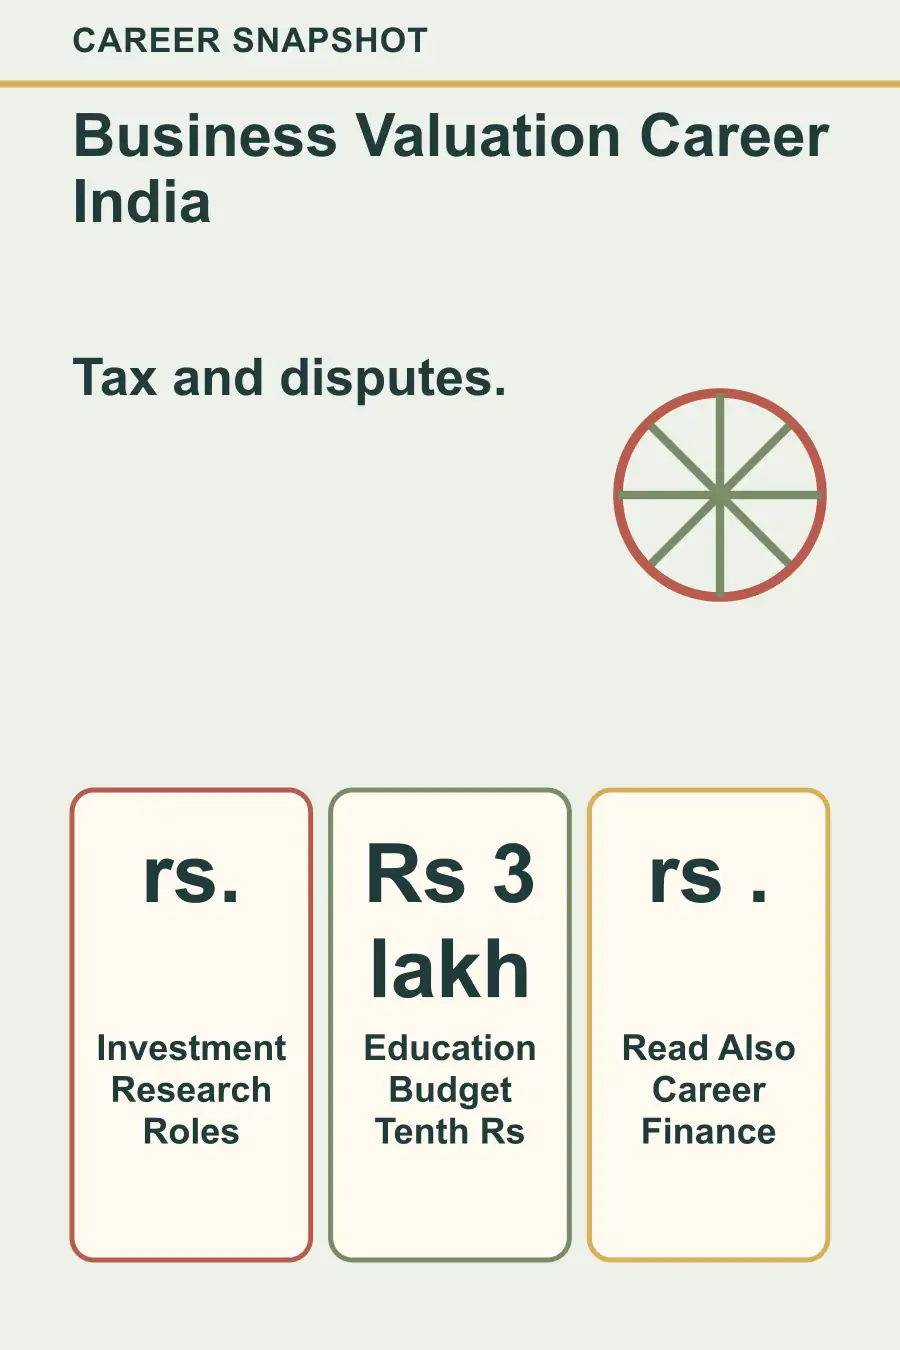 CAREER SNAPSHOT
Business Valuation Career
India
Tax and disputes.
rs.
Investment
Research
Roles
Rs 3
lakh
Education
Budget
Tenth Rs
rs .
Read Also
Career
Finance